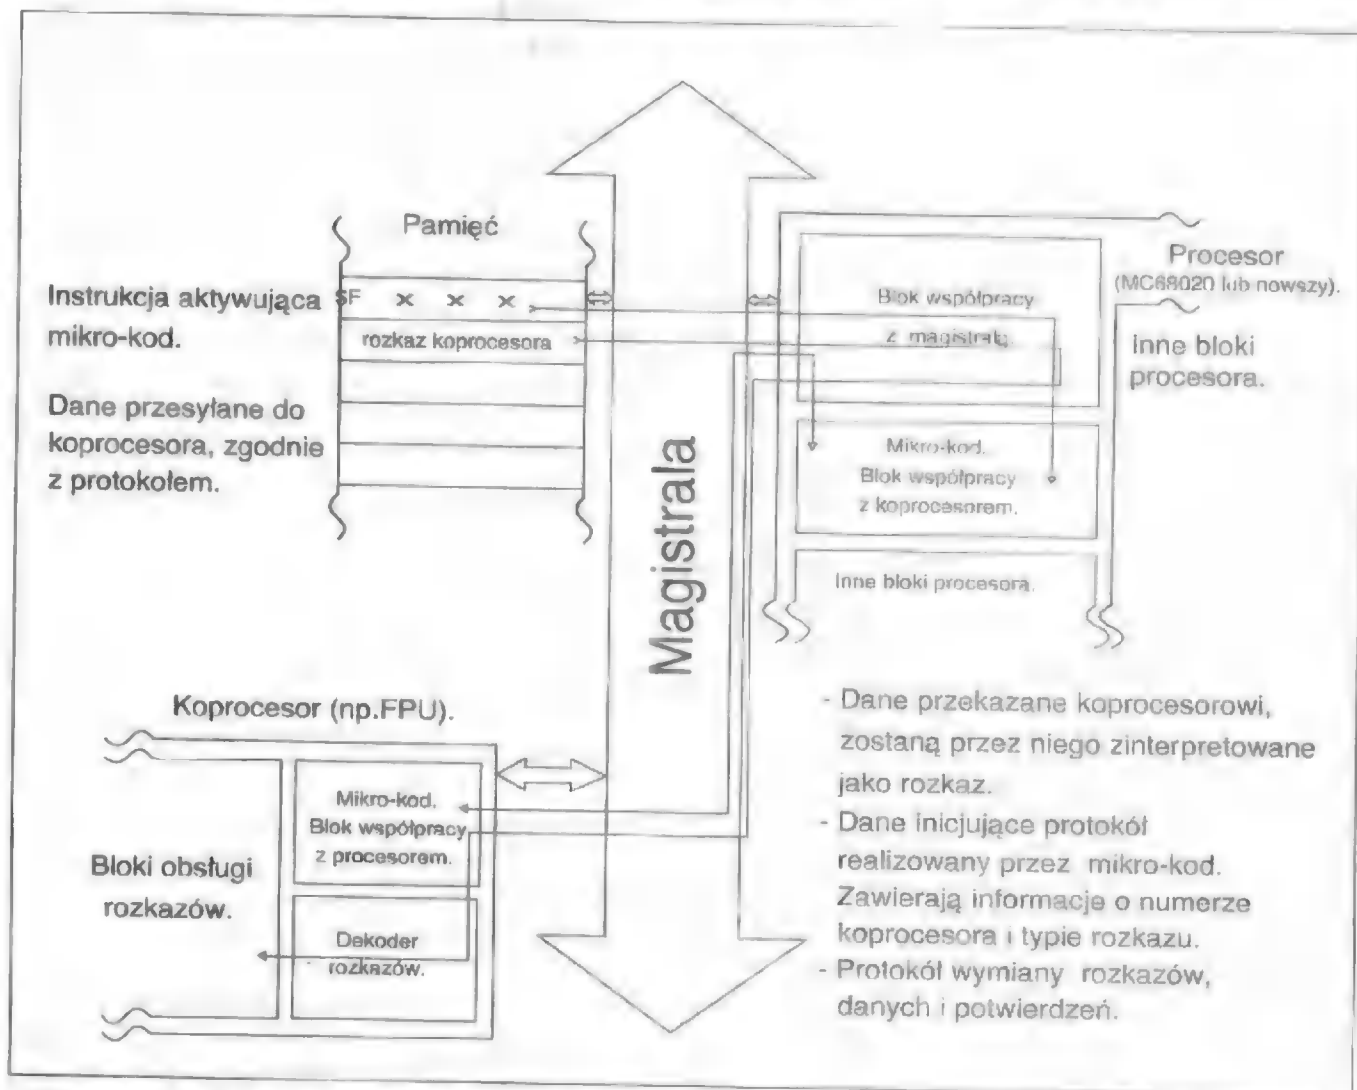 Pamięć
Instrukcja aktywująca
mikro-kod.
$F x x x
rozkaz koprocesora
Dane przesyłane do
koprocesora, zgodnie
z protokołem.
Magistrala
Procesor
(MC68020 lub nowszy).
Blok współpracy
z magistralą.
Inne bloki
procesora.
Mikro-kod.
Blok współpracy
z koprocesorem.
Inne bloki procesora.
Koprocesor (np.FPU).
Mikro-kod.
Blok współpracy
z procesorem.
Bloki obsługi
rozkazów.
Dekoder
rozkazów.
- Dane przekazane koprocesorowi,
zostaną przez niego zinterpretowane
jako rozkaz.
- Dane inicjujące protokół
realizowany przez mikro-kod.
Zawierają informacje o numerze
koprocesora i typie rozkazu.
- Protokół wymiany rozkazów,
danych i potwierdzeń.